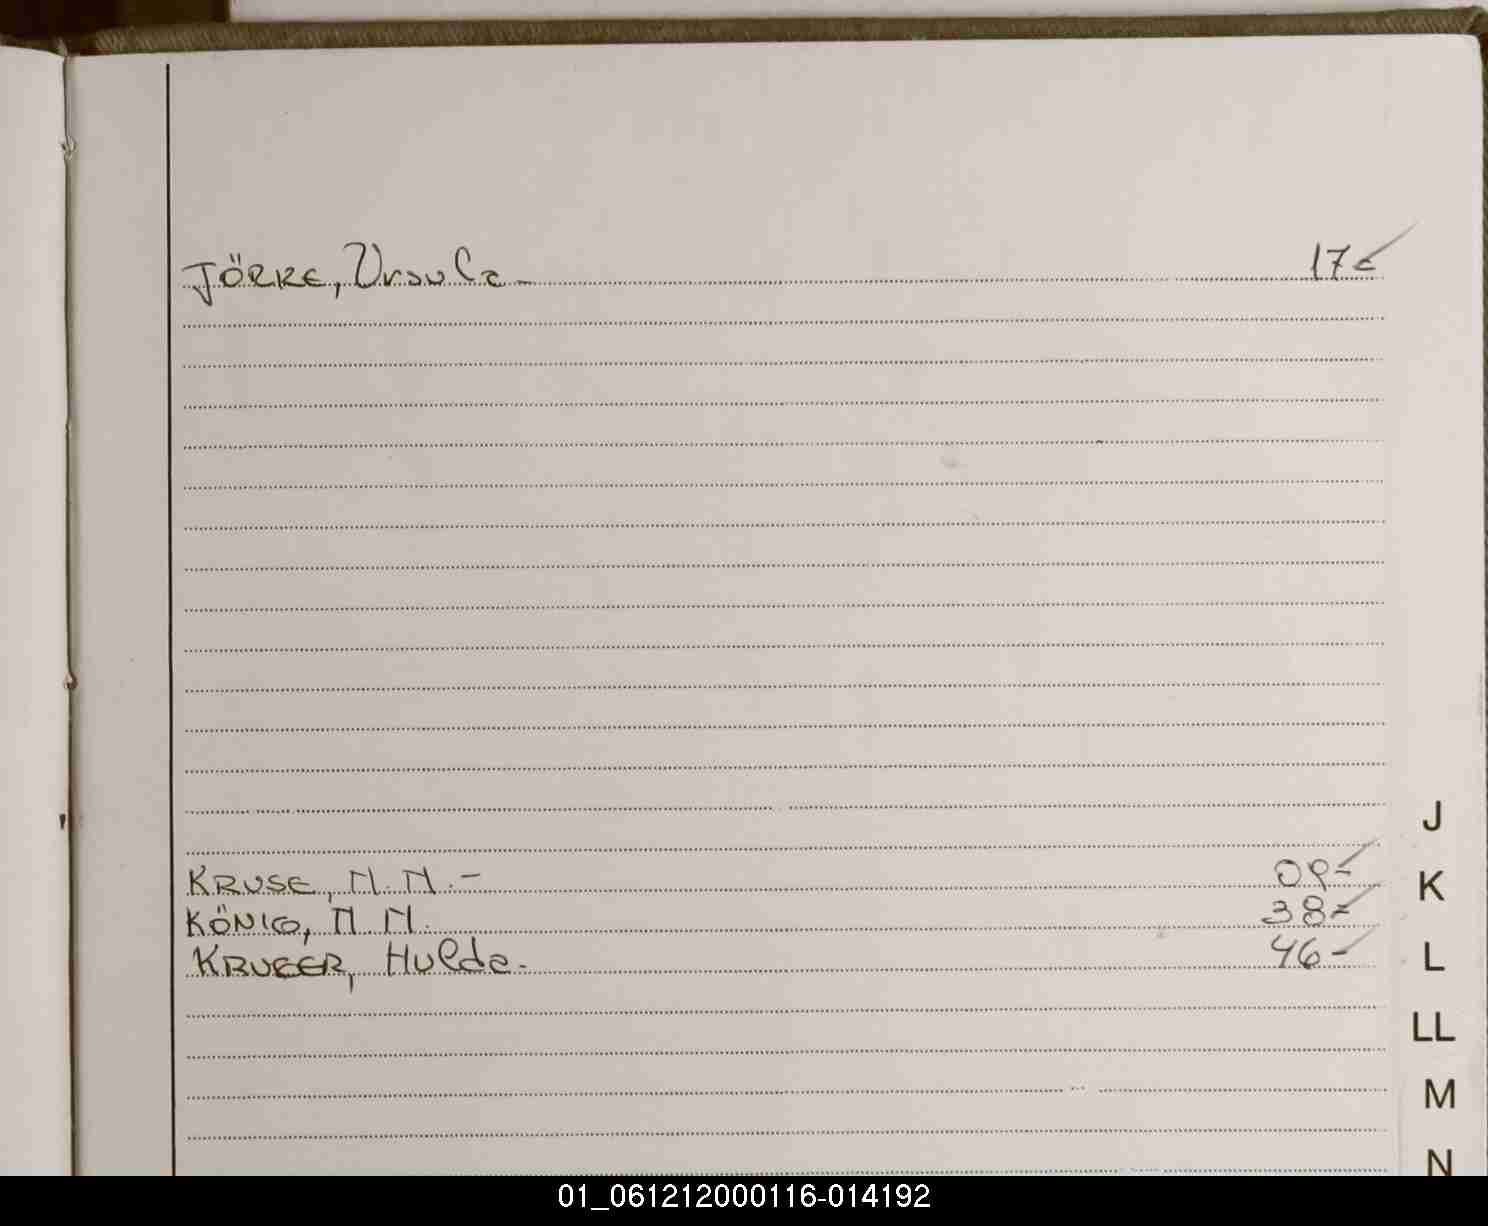 JÖRKE, Ursula - 17 -
J
KRUSE, N.N. - 09 -
K
KÖNIG, N N. 38 -
KRUGER, Hulda. 46 -
L
LL
M
N
01_061212000116-014192